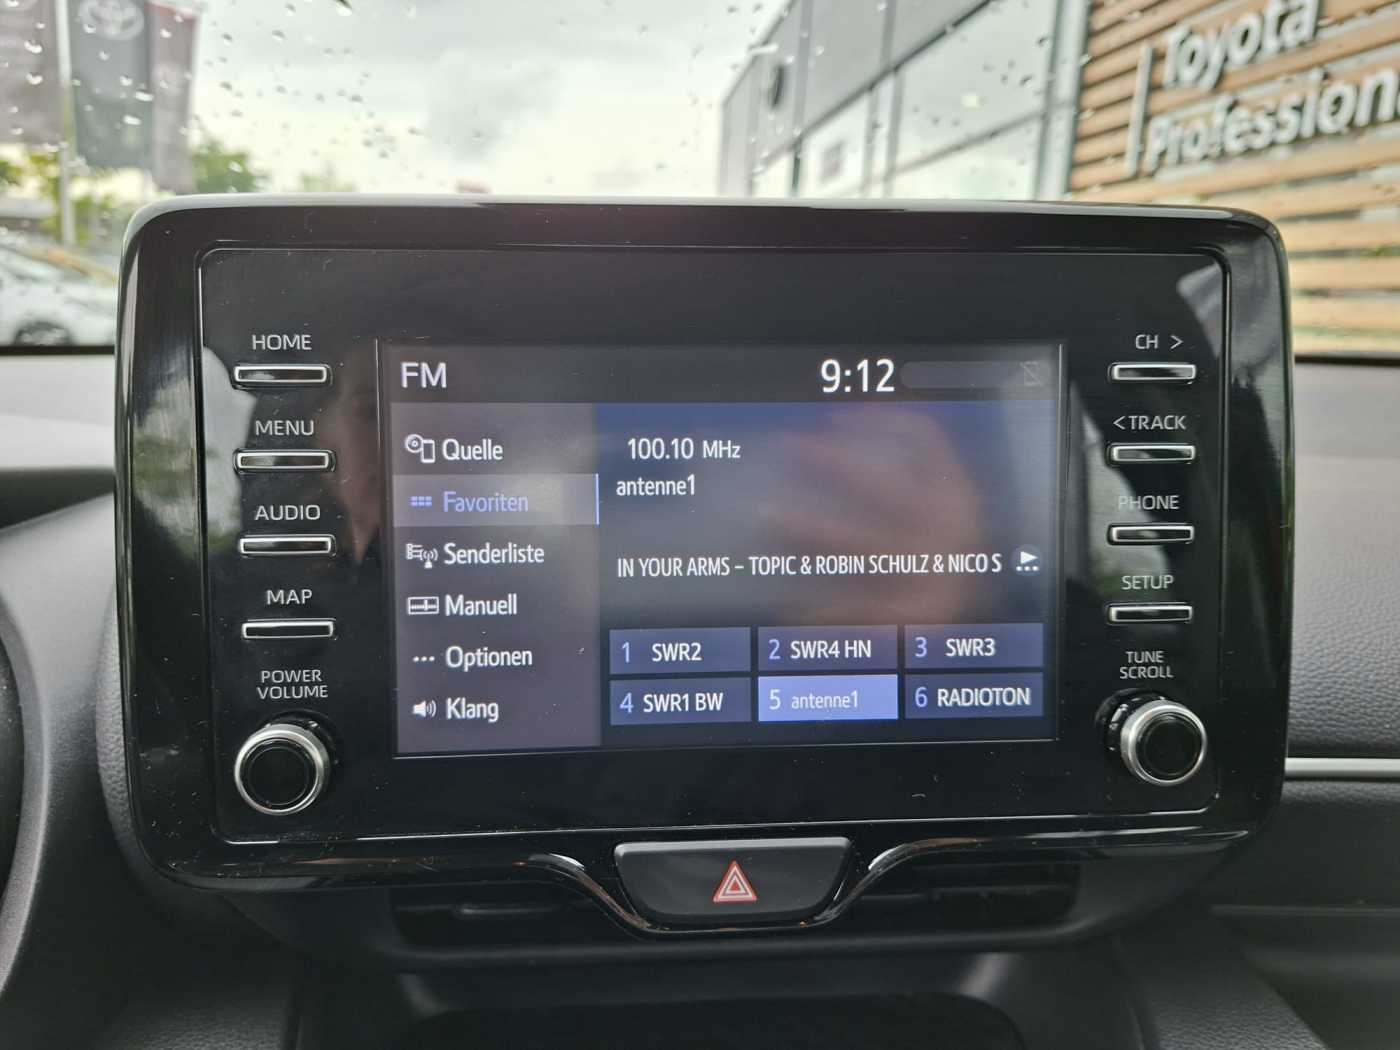 Toyota
Professional
HOME
MENU
AUDIO
MAP
POWER
VOLUME
FM
9:12
Quelle
Favoriten
Senderliste
Manuell
Optionen
Klang
100.10 MHz
antenne1
IN YOUR ARMS – TOPIC & ROBIN SCHULZ & NICO S
1 SWR2
2 SWR4 HN
3 SWR3
4 SWR1 BW
5 antenne1
6 RADIOTON
CH >
< TRACK
PHONE
SETUP
TUNE
SCROLL